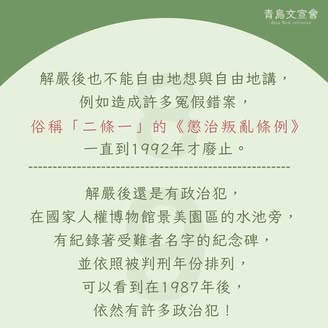 青鳥文宣會
解嚴後也不能自由地想與自由地講，
例如造成許多冤假錯案，
俗稱「二條一」的《懲治叛亂條例》
一直到1992年才廢止。
解嚴後還是有政治犯，
在國家人權博物館景美園區的水池旁，
有紀錄著受難者名字的紀念碑，
並依照被判刑年份排列，
可以看到在1987年後，
依然有許多政治犯！